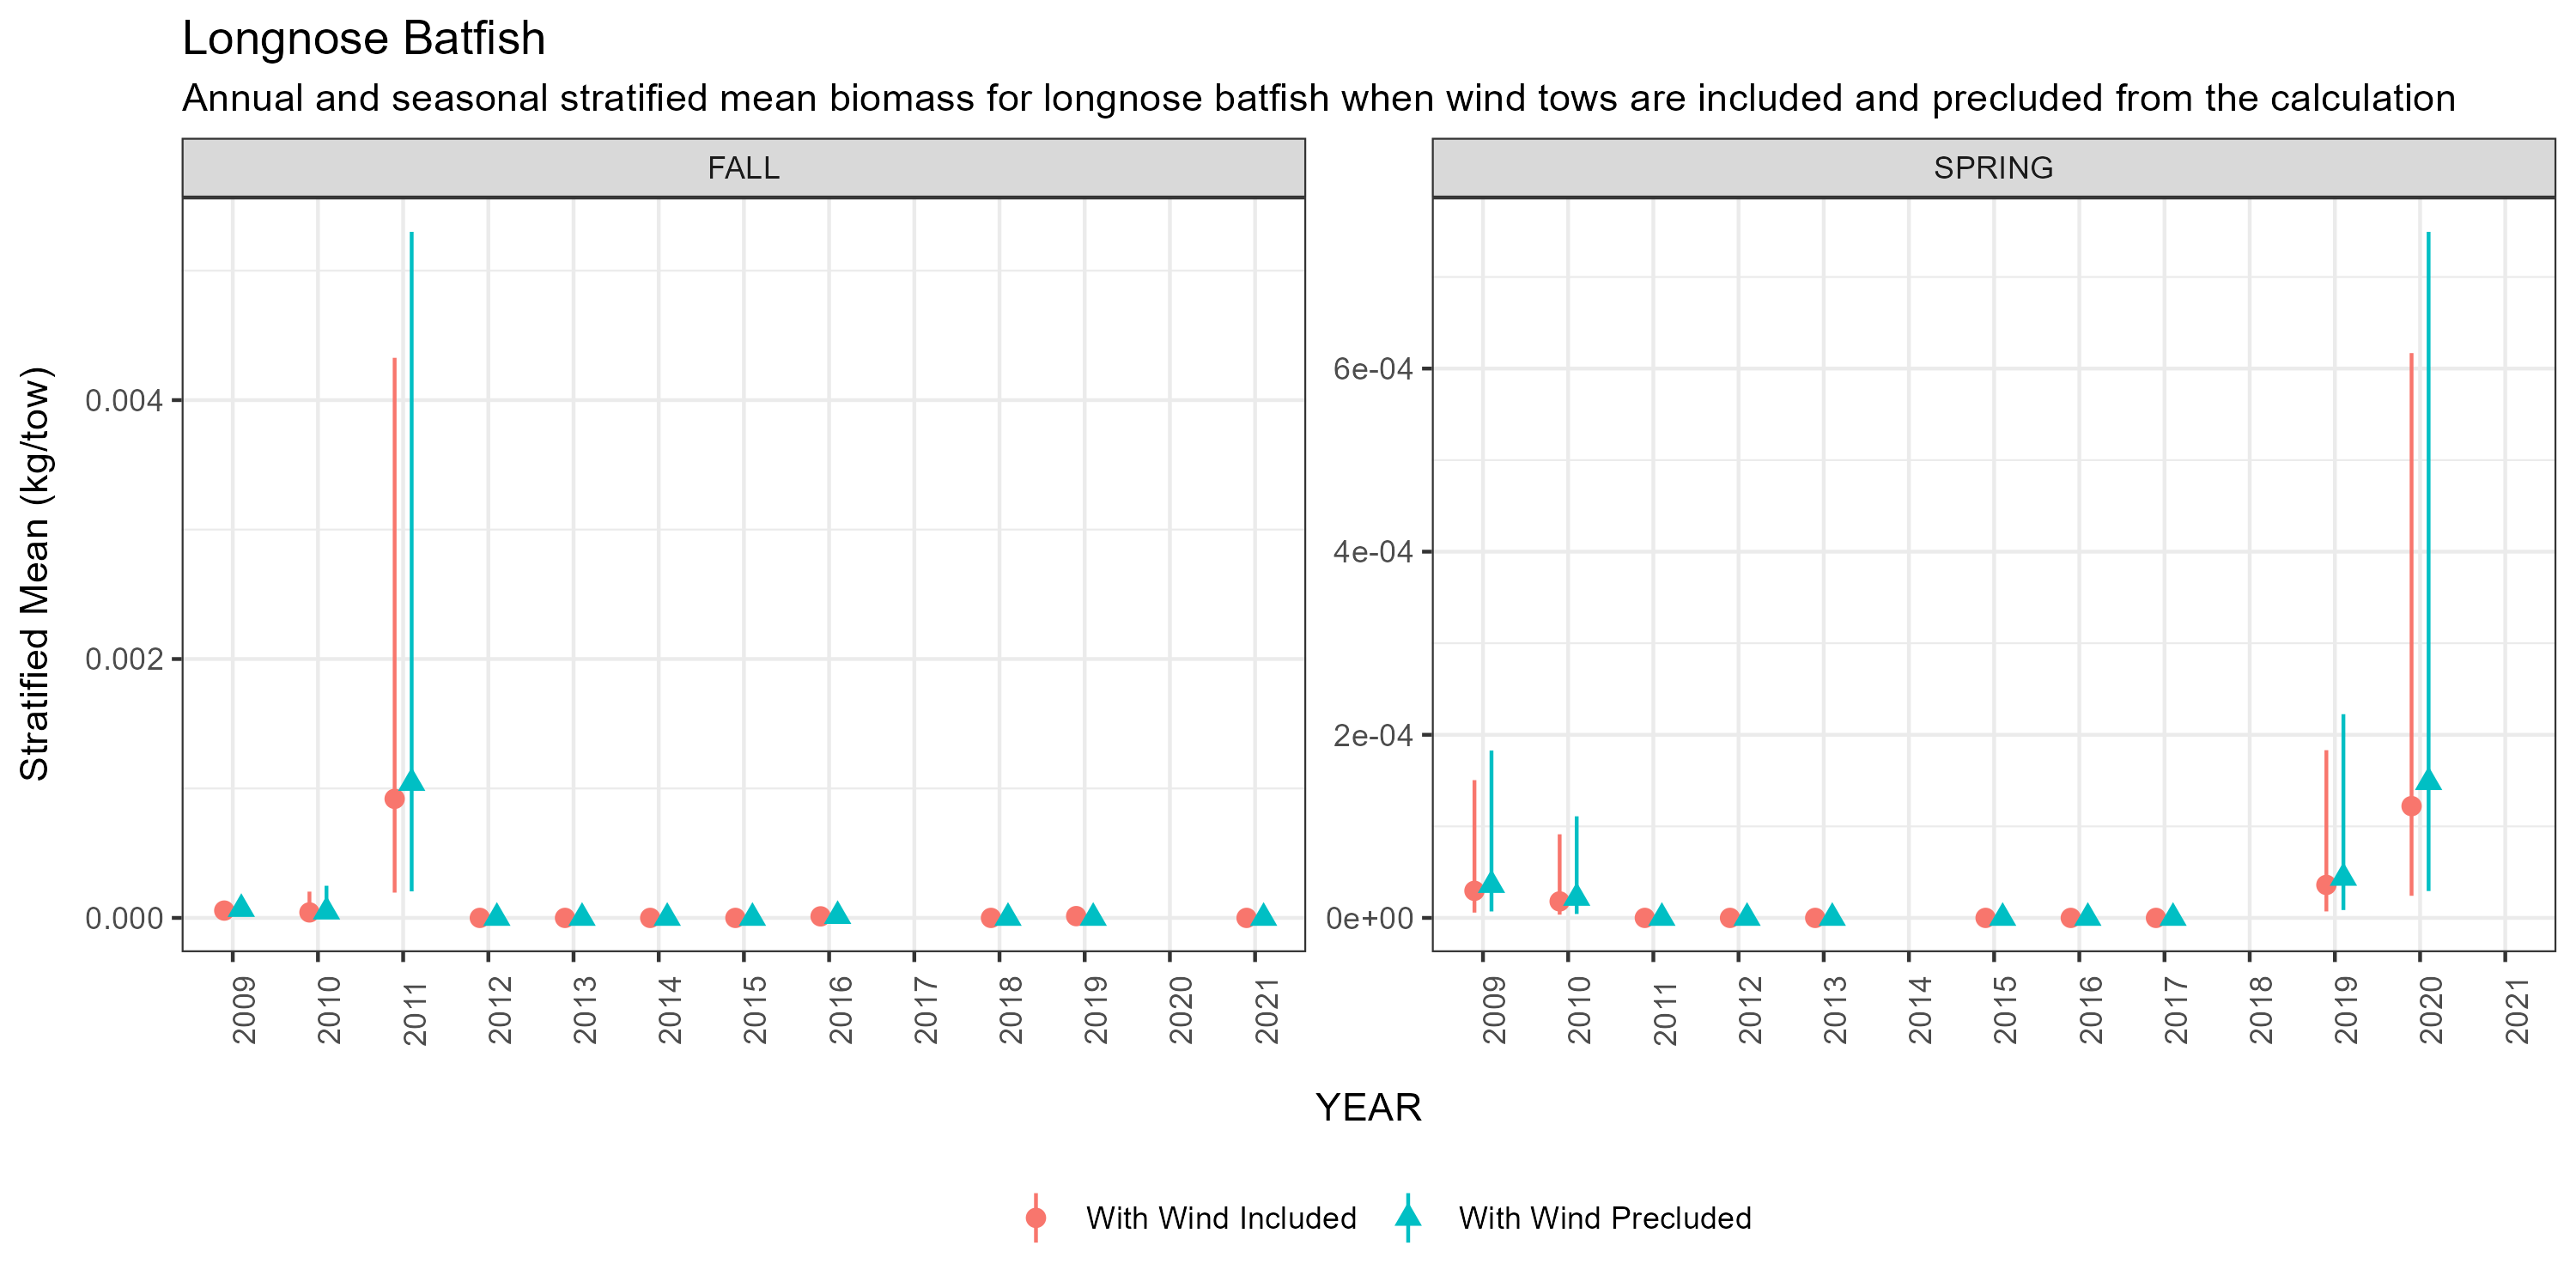 Longnose Batfish
Annual and seasonal stratified mean biomass for longnose batfish when wind tows are included and precluded from the calculation
FALL
SPRING
Stratified Mean (kg/tow)
0.004
0.002
0.000
6e-04
4e-04
2e-04
0e+00
2009 2010 2011 2012 2013 2014 2015 2016 2017 2018 2019 2020 2021
2009 2010 2011 2012 2013 2014 2015 2016 2017 2018 2019 2020 2021
YEAR
With Wind Included
With Wind Precluded